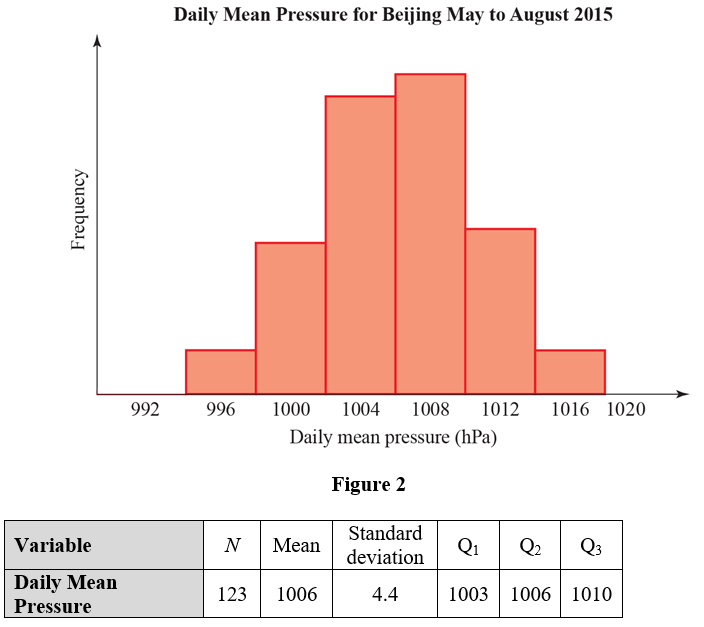 Daily Mean Pressure for Beijing May to August 2015
Frequency
992 996 1000 1004 1008 1012 1016 1020
Daily mean pressure (hPa)
Figure 2
Variable N Mean Standard deviation Q1 Q2 Q3
Daily Mean Pressure 123 1006 4.4 1003 1006 1010